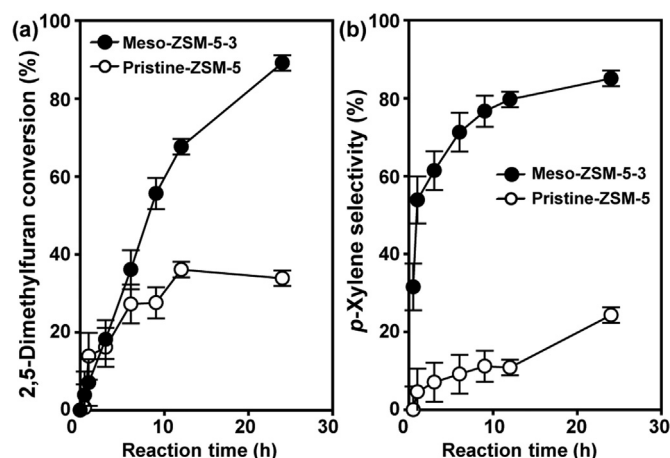 (a)
100
Meso-ZSM-5-3
Pristine-ZSM-5
80
60
40
20
0
0 10 20 30
2,5-Dimethylfuran conversion (%)
Reaction time (h)
(b)
100
80
60
Meso-ZSM-5-3
Pristine-ZSM-5
40
20
0
0 10 20 30
p-Xylene selectivity (%)
Reaction time (h)